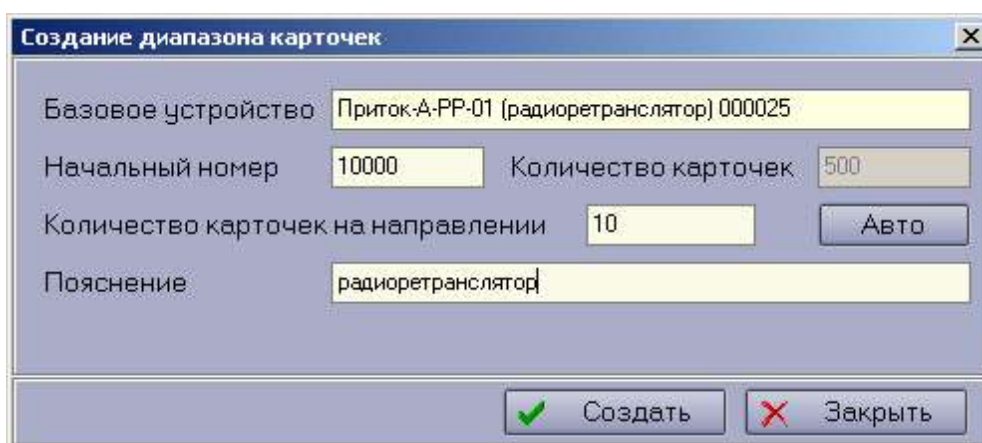 Создание диапазона карточек
Базовое устройство Приток-А-РР-01 (радиоретранслятор) 000025
Начальный номер 10000 Количество карточек 500
Количество карточек на направлении 10 Авто
Пояснение радиоретранслятор
Создать Закрыть